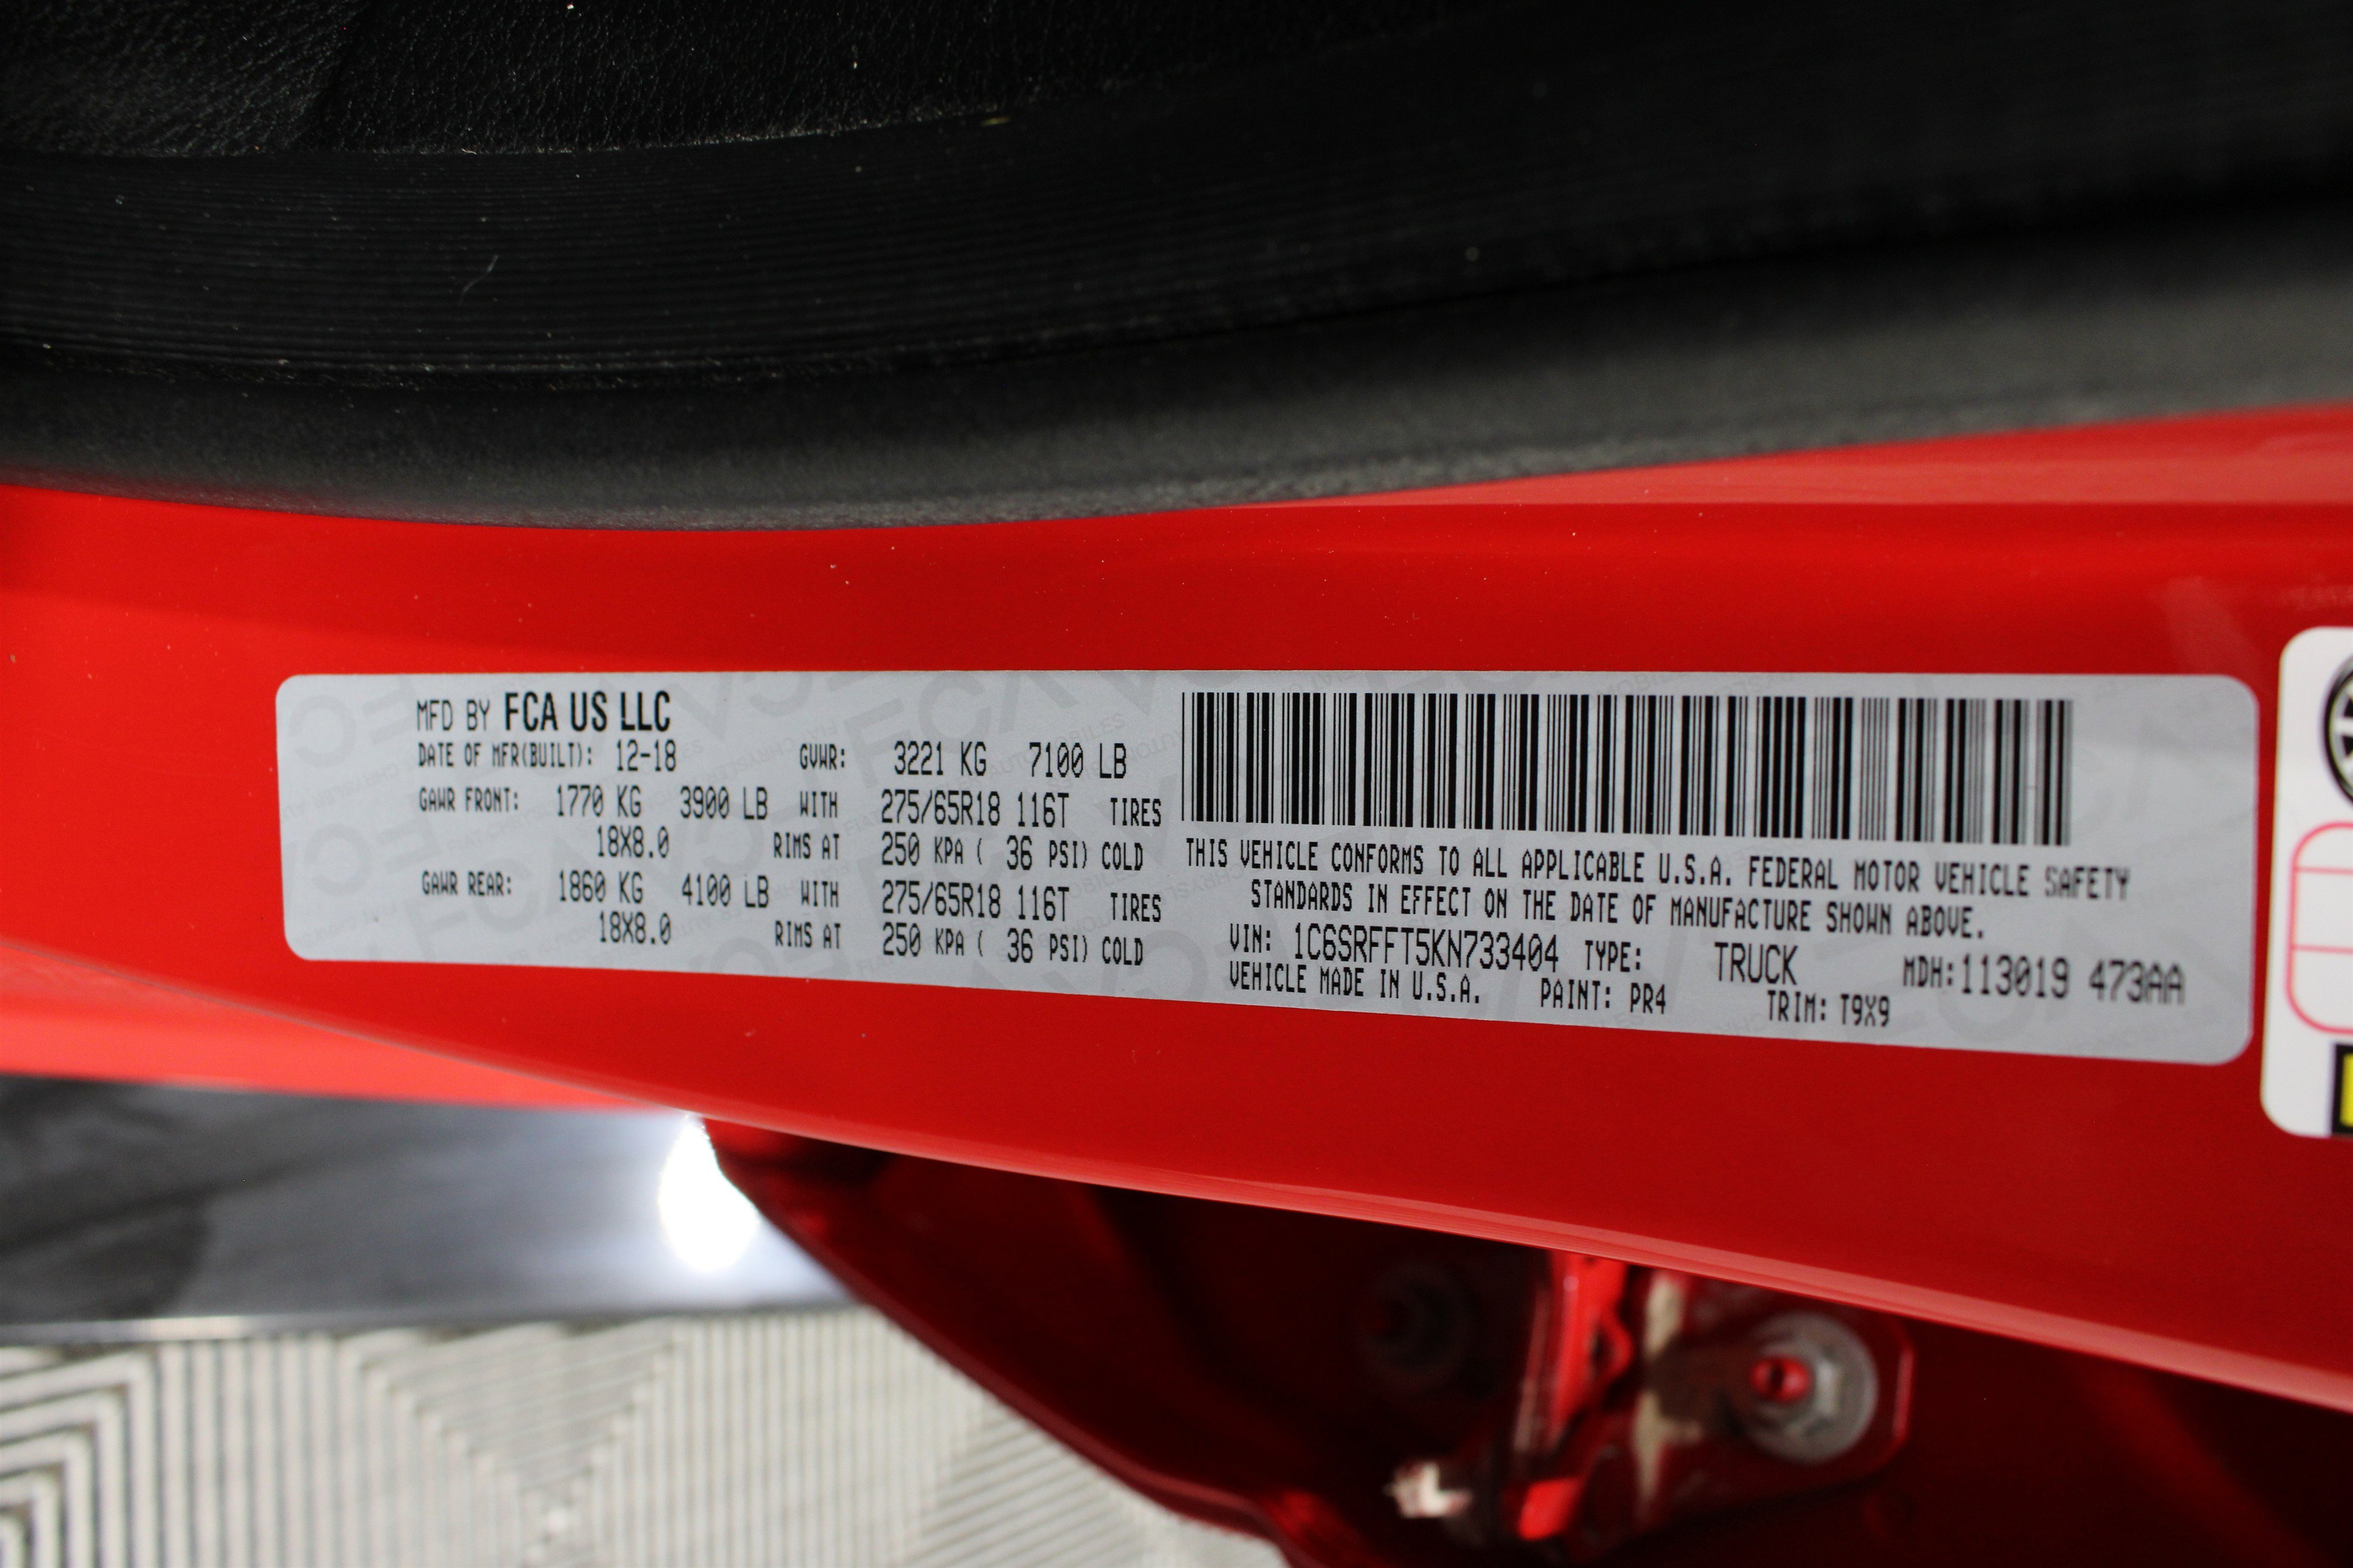 MFD BY FCA US LLC
DATE OF MFR(BUILT): 12-18 GVWR: 3221 KG 7100 LB
GAWR FRONT: 1770 KG 3900 LB WITH 275/65R18 116T TIRES
18X8.0 RIMS AT 250 KPA ( 36 PSI) COLD
GAWR REAR: 1860 KG 4100 LB WITH 275/65R18 116T TIRES
18X8.0 RIMS AT 250 KPA ( 36 PSI) COLD
THIS VEHICLE CONFORMS TO ALL APPLICABLE U.S.A. FEDERAL MOTOR VEHICLE SAFETY
STANDARDS IN EFFECT ON THE DATE OF MANUFACTURE SHOWN ABOVE.
VIN: 1C6SRFFT5KN733404 TYPE: TRUCK MDH:113019 473AA
VEHICLE MADE IN U.S.A. PAINT: PR4 TRIM: T9X9